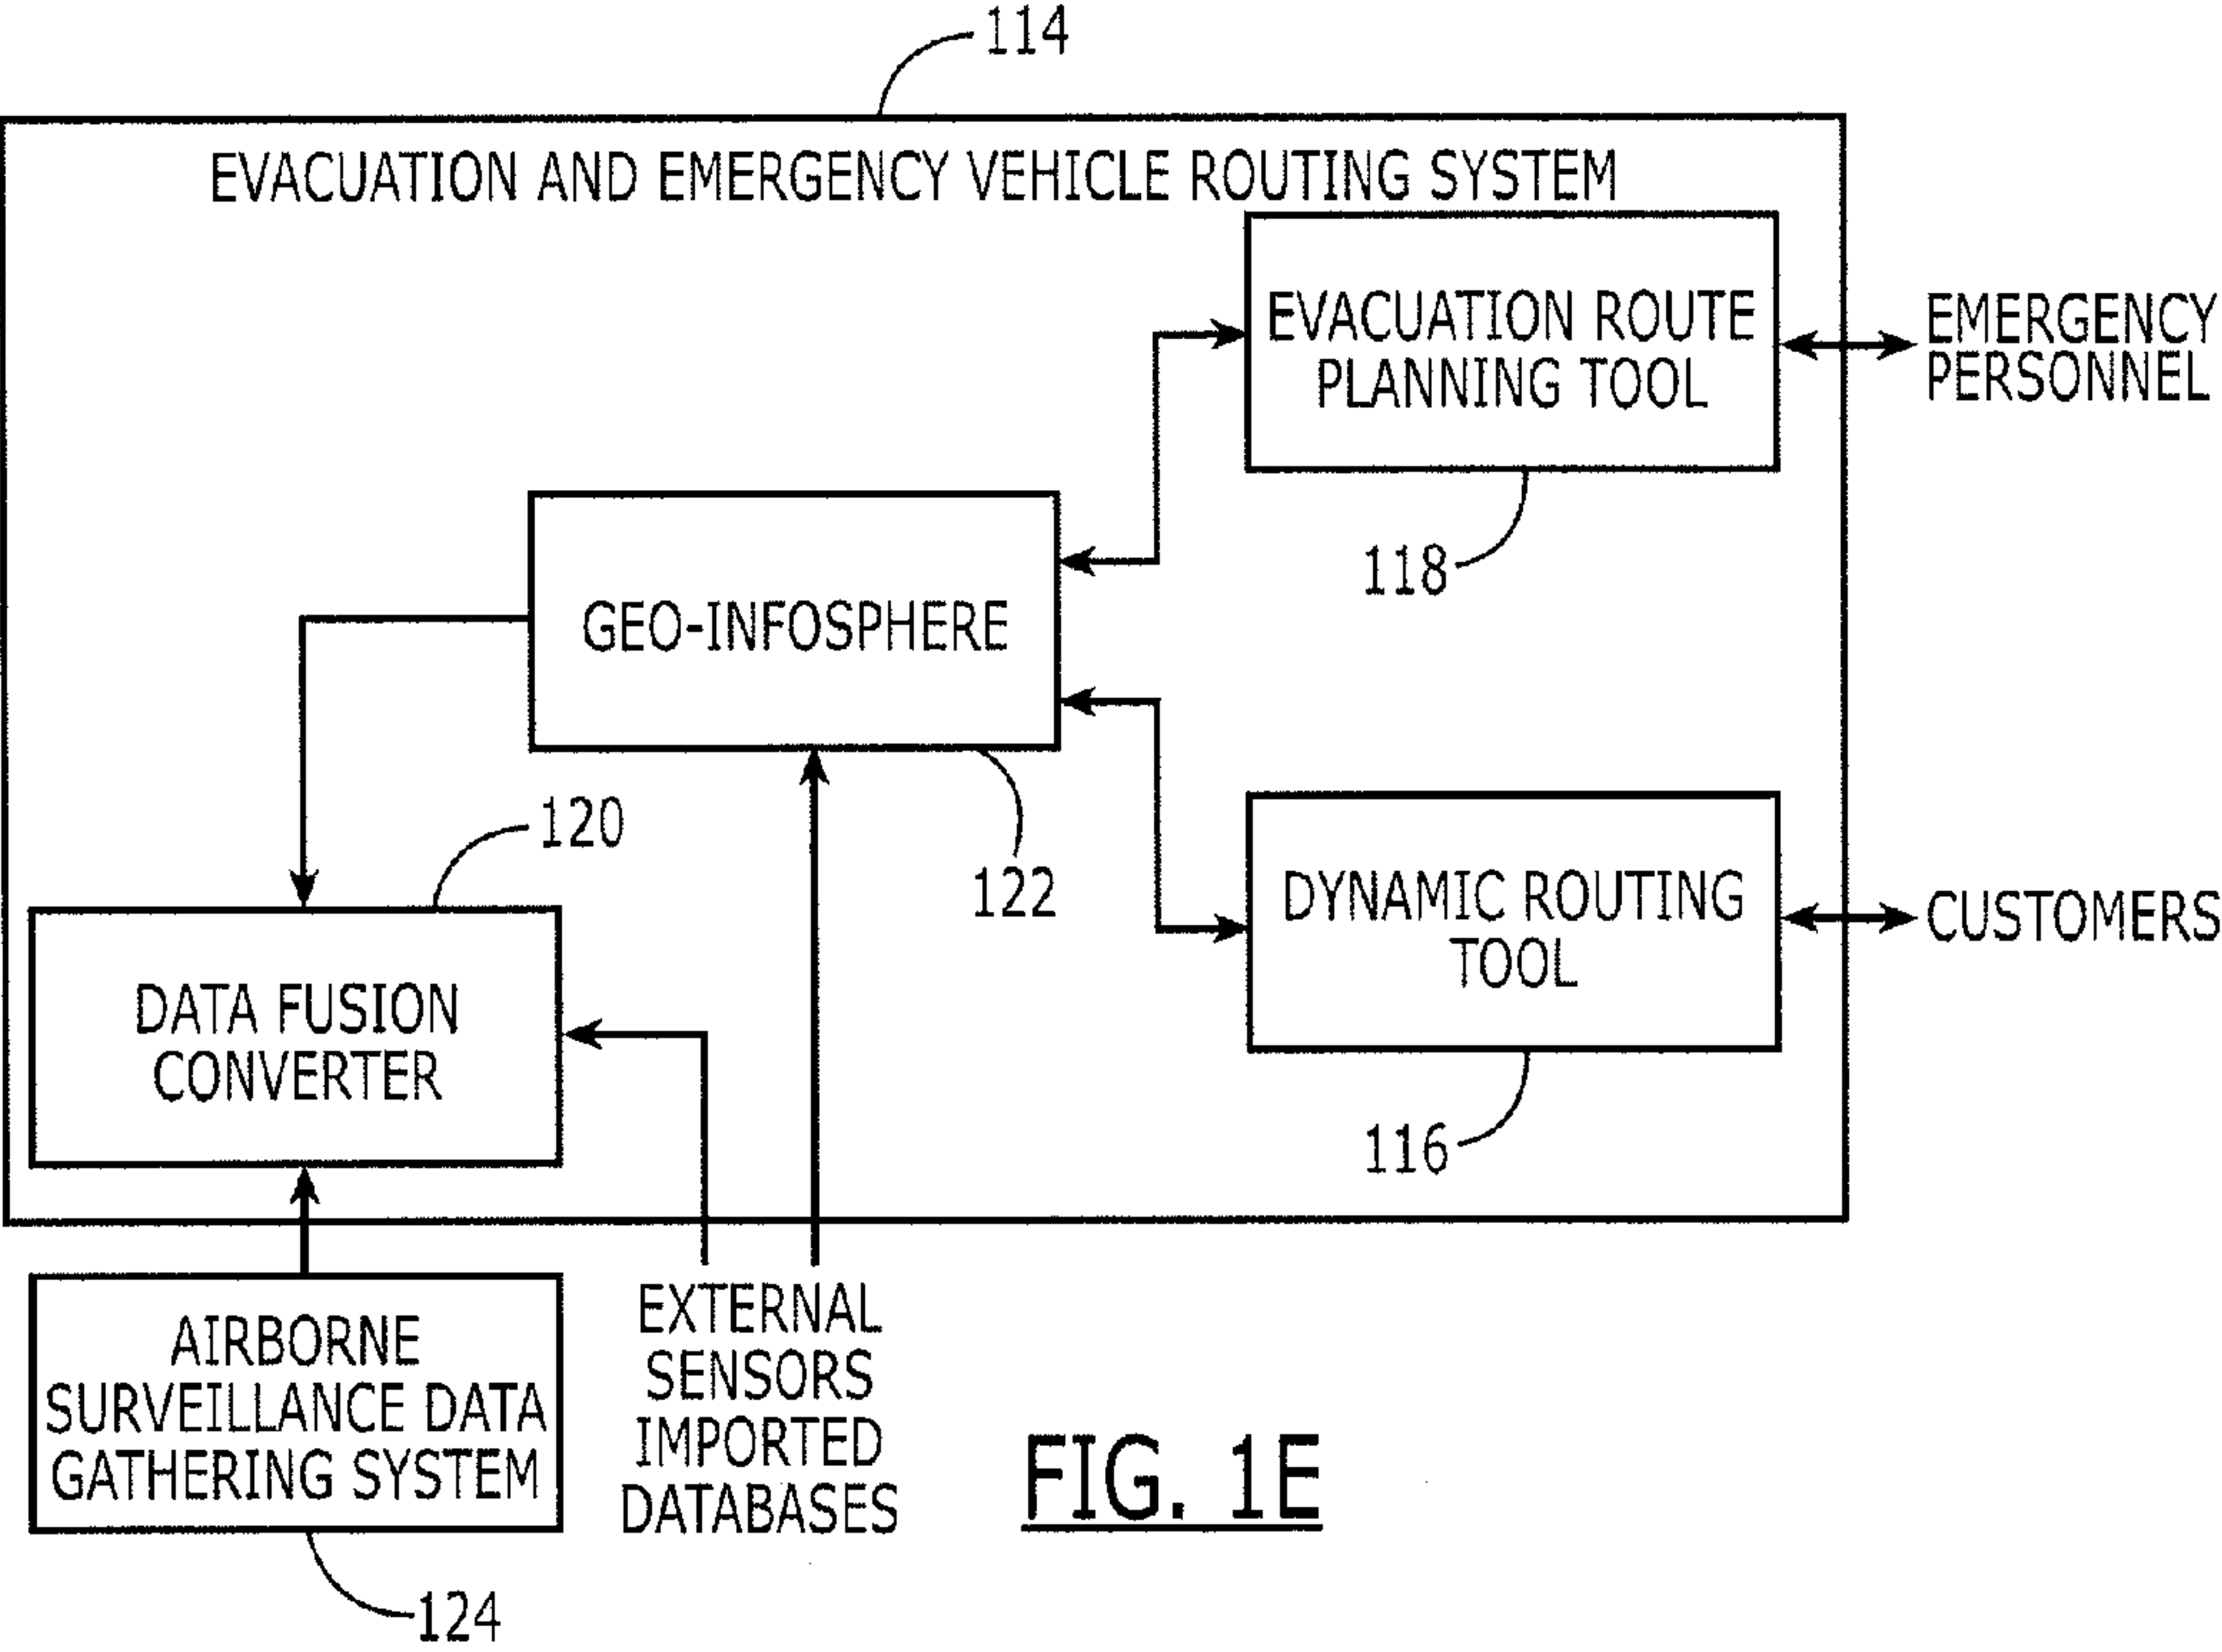 114
EVACUATION AND EMERGENCY VEHICLE ROUTING SYSTEM
EVACUATION ROUTE
PLANNING TOOL
EMERGENCY
PERSONNEL
118
GEO-INFOSPHERE
122
120
DYNAMIC ROUTING
TOOL
CUSTOMERS
116
DATA FUSION
CONVERTER
AIRBORNE
SURVEILLANCE DATA
GATHERING SYSTEM
124
EXTERNAL
SENSORS
IMPORTED
DATABASES
FIG. 1E